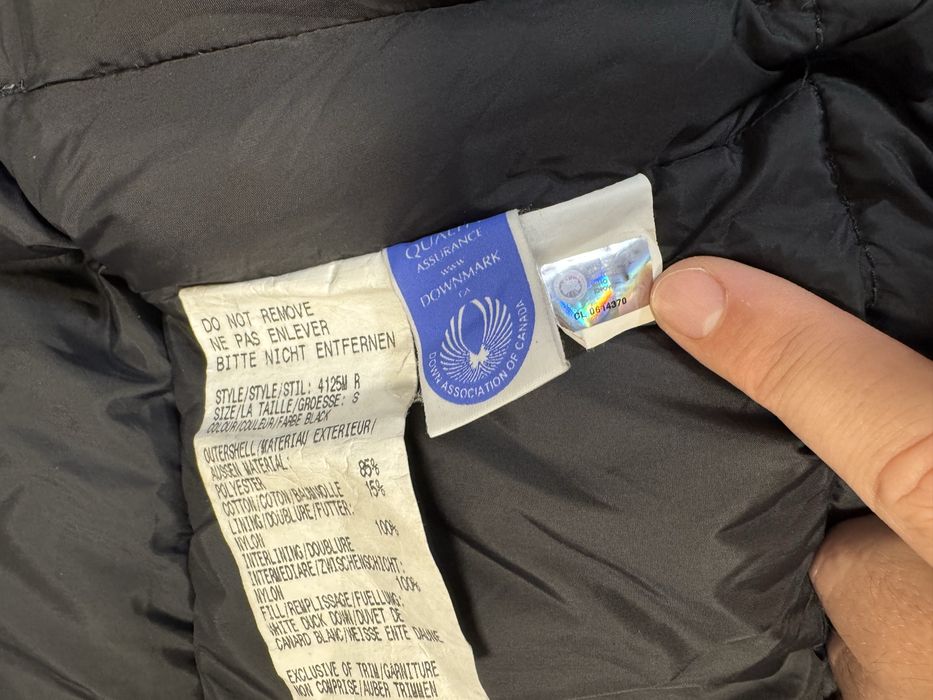 DO NOT REMOVE
NE PAS ENLEVER
BITTE NICHT ENTFERNEN
STYLE/STYLE/STIL: 4125M R
SIZE/LA TAILLE/GROESSE: S
COLOUR/COULEUR/FARBE BLACK
OUTERSHELL/MATERIAU EXTERIEUR/
AUSSEN MATERIAL:
POLYESTER 85%
COTTON/COTON/BAUMWOLLE 15%
LINING/DOUBLURE/FUTTER:
NYLON 100%
INTERLINING/DOUBLURE
INTERMEDIARE/ZWISCHENSCHICHT:
NYLON 100%
FILL/REMPLISSAGE/FUELLUNG:
WHITE DUCK DOWN/DUVET DE
CANARD BLANC/WEISSE ENTE DAUNE
EXCLUSIVE OF TRIM/GARNITURE
NON COMPRISE/AUBER TRIMMEN
ASSURANCE
www
DOWNMARK
CA
DOWN ASSOCIATION OF CANADA
CL 0614370